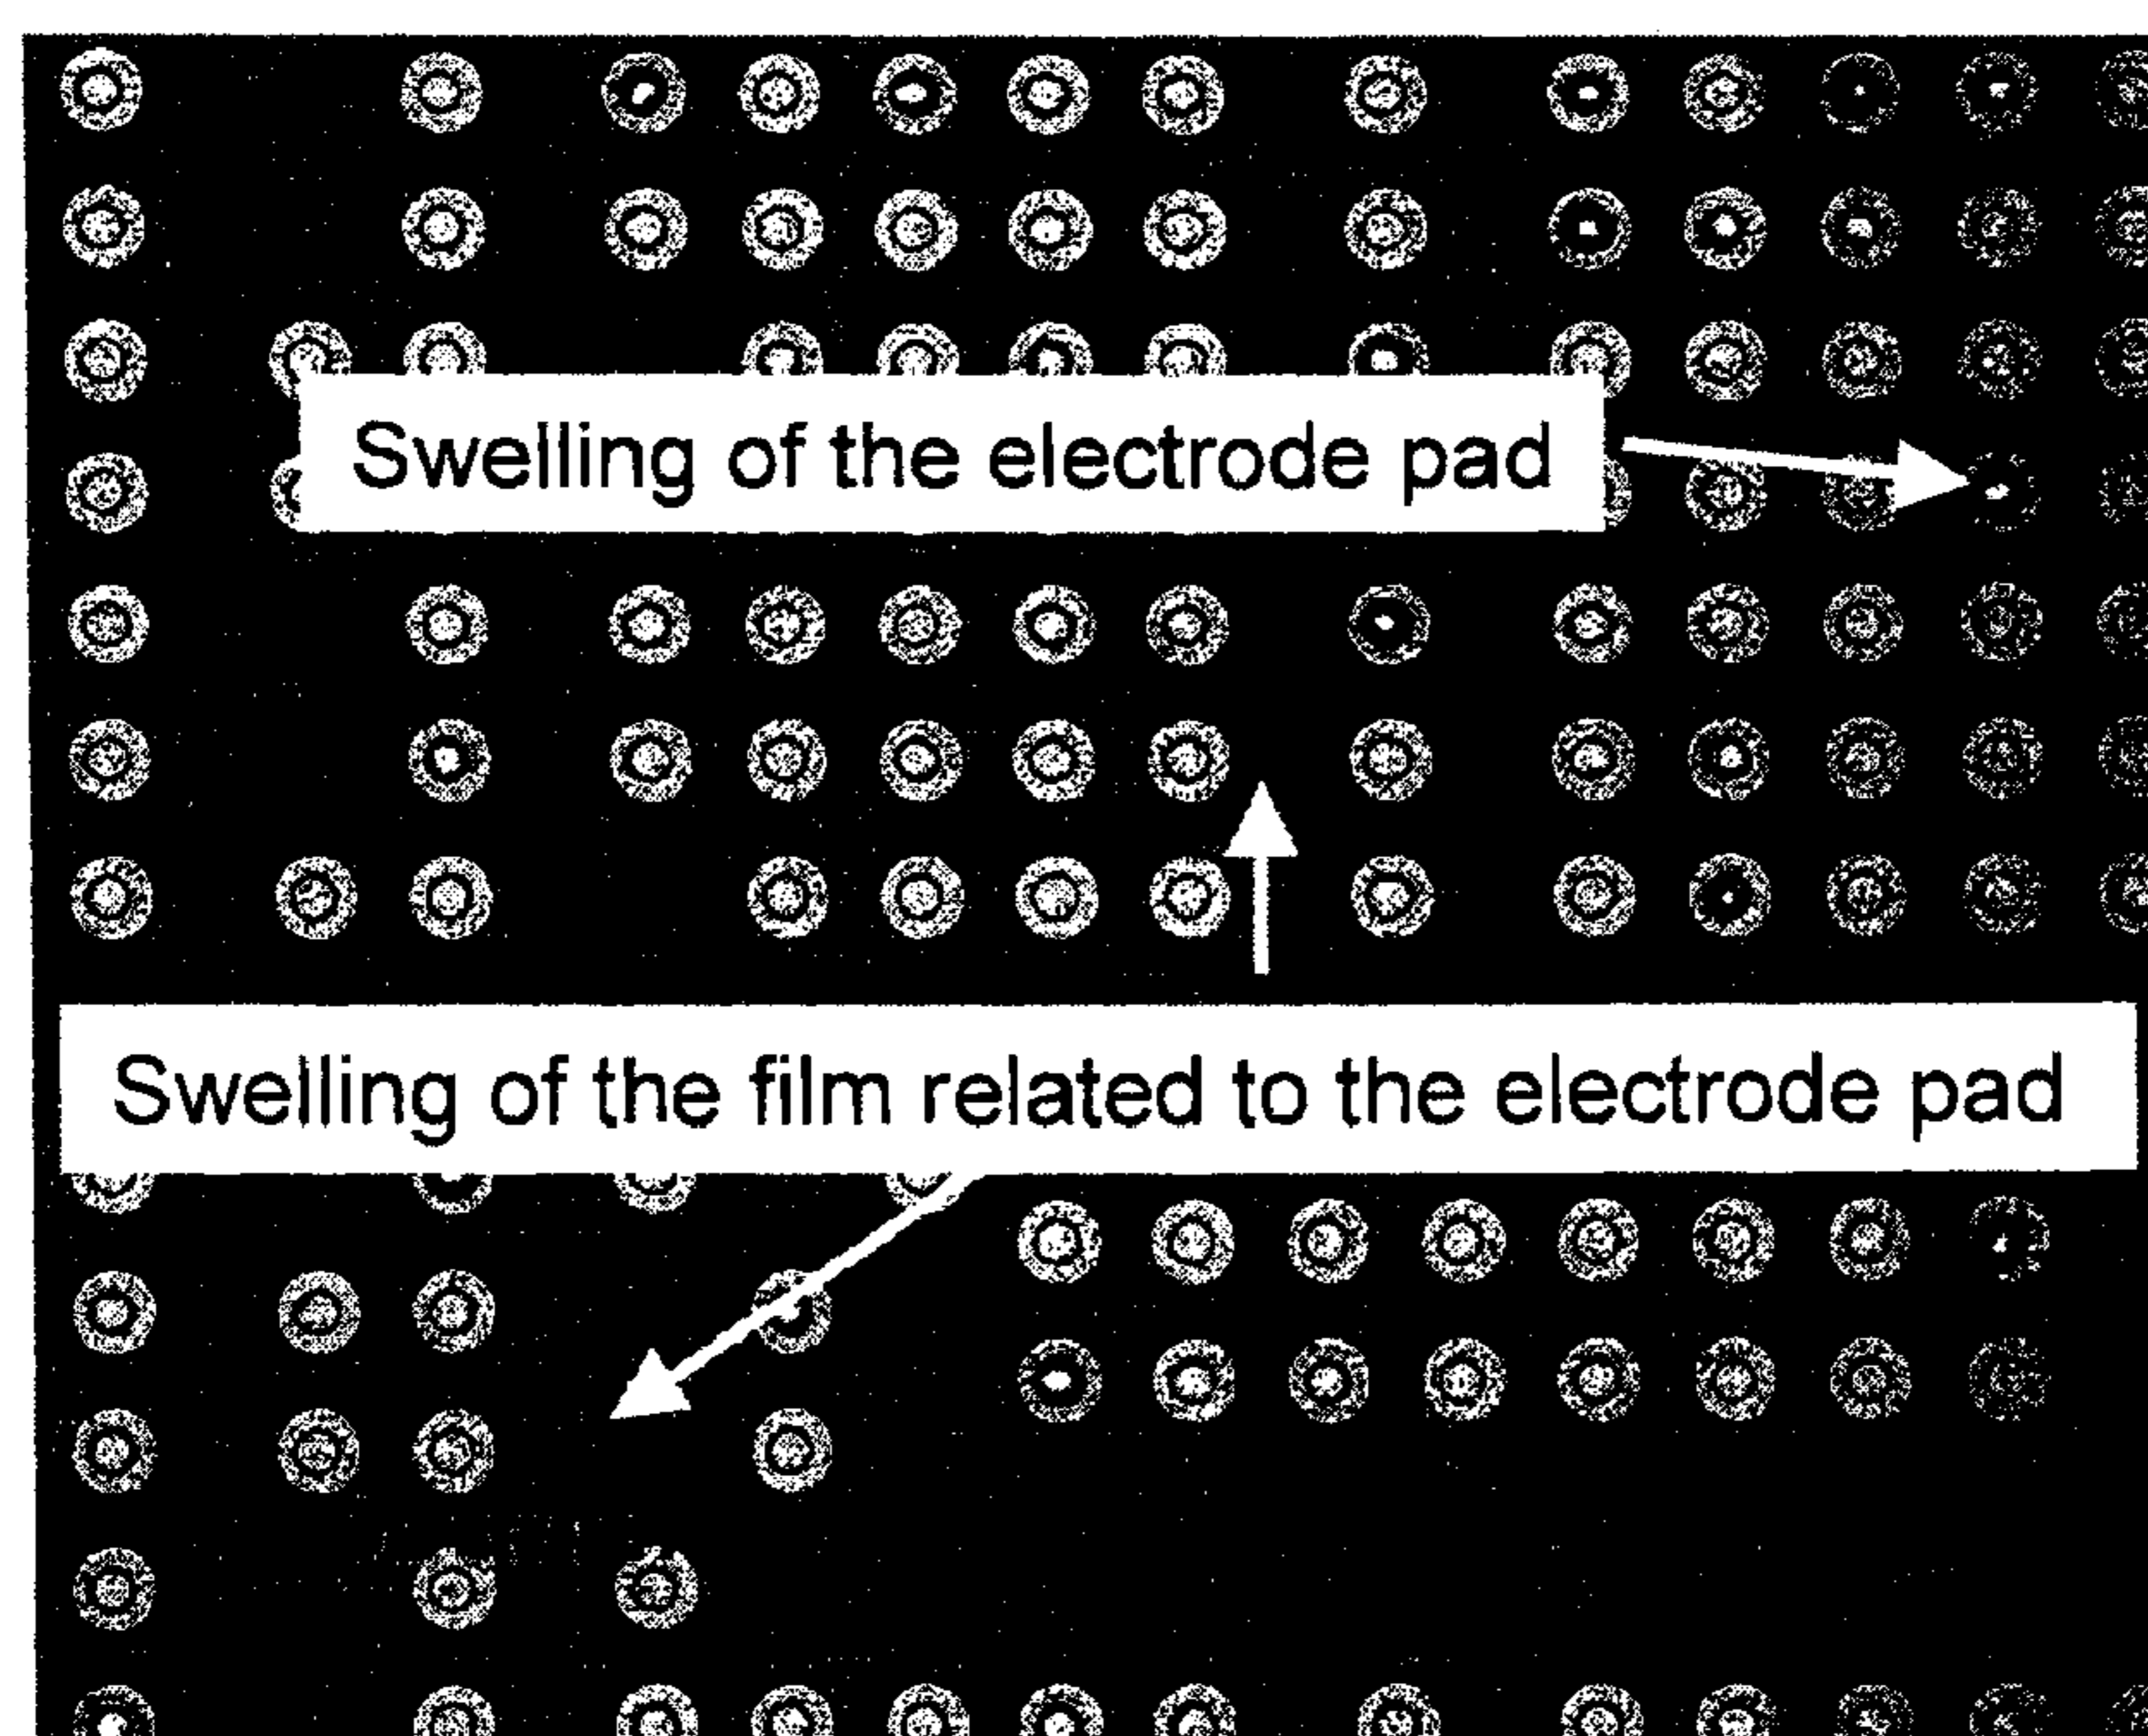 Swelling of the electrode pad
Swelling of the film related to the electrode pad